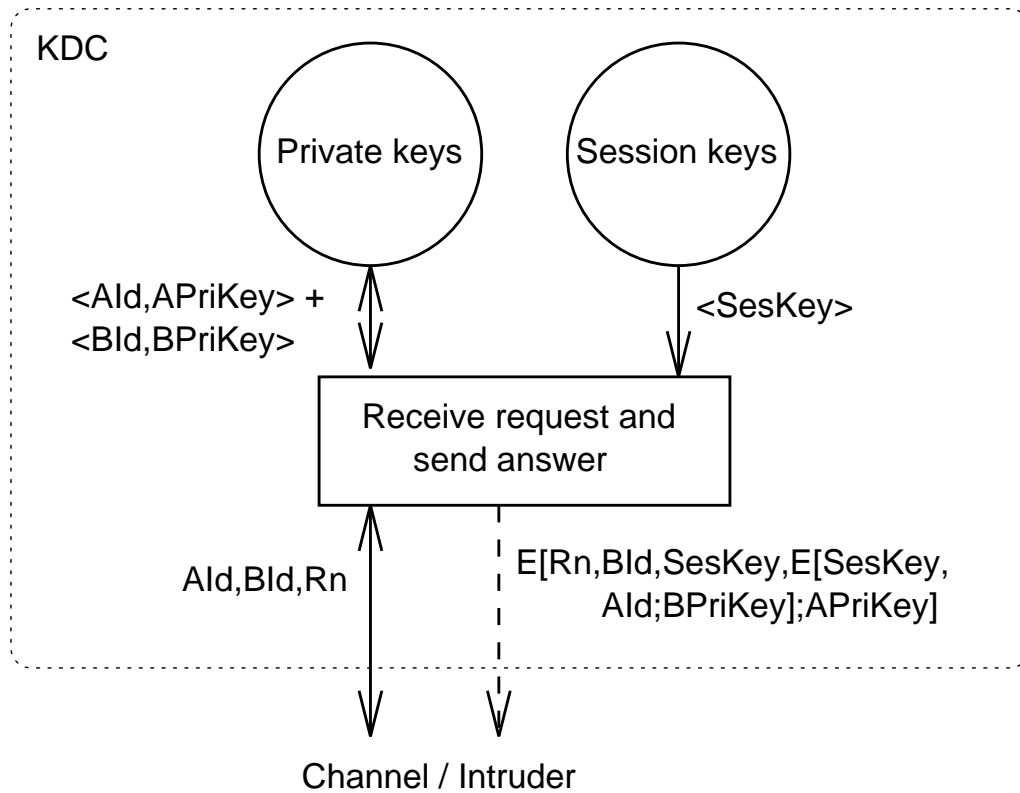 KDC
Private keys
Session keys
<AId,APriKey> +
<BId,BPriKey>
<SesKey>
Receive request and
send answer
AId,BId,Rn
E[Rn,BId,SesKey,E[SesKey,
AId;BPriKey];APriKey]
Channel / Intruder